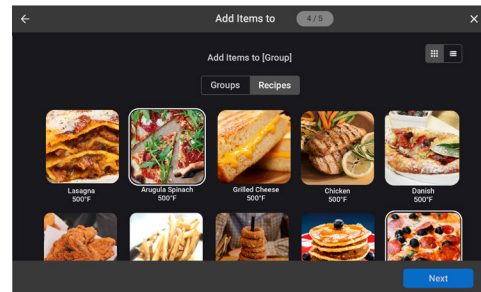 Add Items to 4/5
Add Items to [Group]
Groups Recipes
Lasagna Arugula Spinach Grilled Cheese Chicken Danish
500°F 500°F 500°F 500°F 500°F
Next